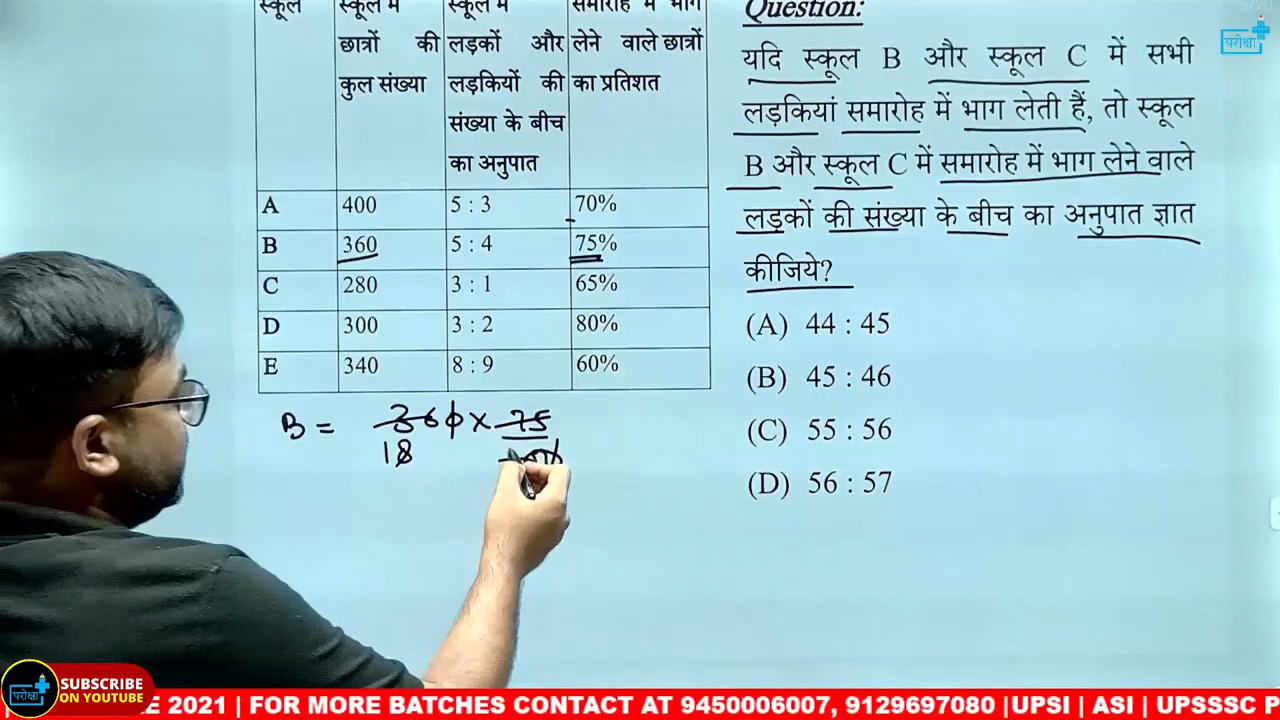 Question:
स्कूल
स्कूल में
छात्रों की
कुल संख्या
स्कूल में
लड़कों और
लड़कियों की
संख्या के बीच
का अनुपात
समारोह में भाग
लेने वाले छात्रों
का प्रतिशत
A 400 5 : 3 70%
B 360 5 : 4 75%
C 280 3 : 1 65%
D 300 3 : 2 80%
E 340 8 : 9 60%
B = 360 × 75
18
यदि स्कूल B और स्कूल C में सभी
लड़कियां समारोह में भाग लेती हैं, तो स्कूल
B और स्कूल C में समारोह में भाग लेने वाले
लड़कों की संख्या के बीच का अनुपात ज्ञात
कीजिये?
(A) 44 : 45
(B) 45 : 46
(C) 55 : 56
(D) 56 : 57
परीक्षा
परीक्षा
SUBSCRIBE
ON YOUTUBE
E 2021 | FOR MORE BATCHES CONTACT AT 9450006007, 9129697080 |UPSI | ASI | UPSSSC P